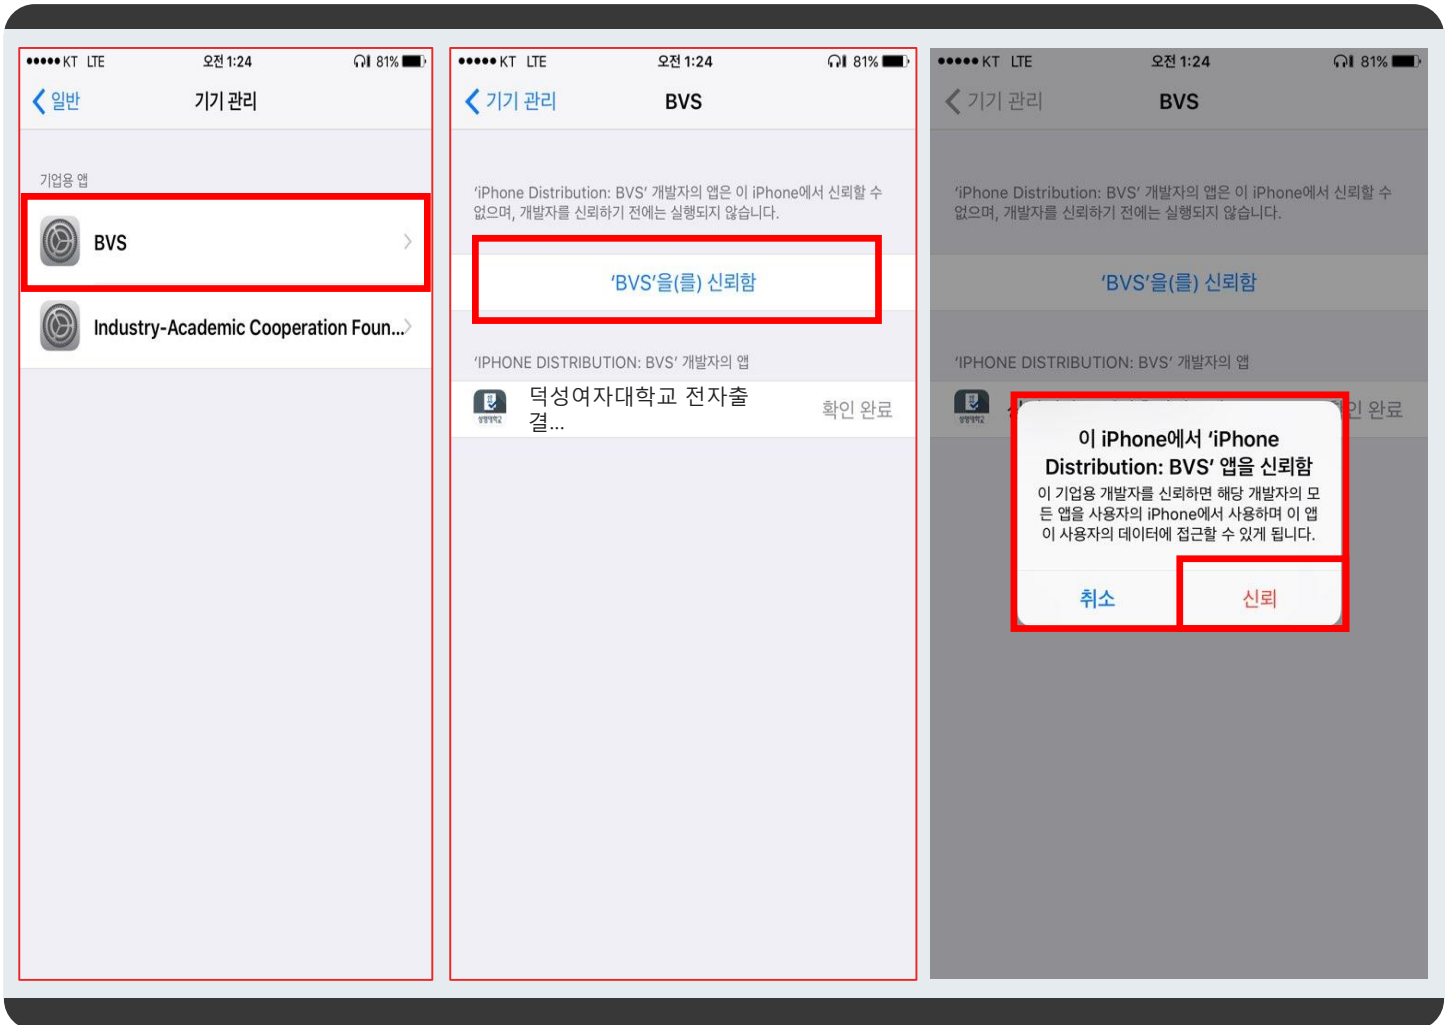 KT LTE 오전 1:24 81%
일반 기기 관리
기업용 앱
BVS
Industry-Academic Cooperation Foun...
KT LTE 오전 1:24 81%
기기 관리 BVS
‘iPhone Distribution: BVS’ 개발자의 앱은 이 iPhone에서 신뢰할 수
없으며, 개발자를 신뢰하기 전에는 실행되지 않습니다.
‘BVS’을(를) 신뢰함
‘IPHONE DISTRIBUTION: BVS’ 개발자의 앱
덕성여자대학교 전자출
결...
확인 완료
상명대학교
KT LTE 오전 1:24 81%
기기 관리 BVS
‘iPhone Distribution: BVS’ 개발자의 앱은 이 iPhone에서 신뢰할 수
없으며, 개발자를 신뢰하기 전에는 실행되지 않습니다.
‘BVS’을(를) 신뢰함
‘IPHONE DISTRIBUTION: BVS’ 개발자의 앱
상명대학교
인 완료
이 iPhone에서 ‘iPhone
Distribution: BVS’ 앱을 신뢰함
이 기업용 개발자를 신뢰하면 해당 개발자의 모
든 앱을 사용자의 iPhone에서 사용하며 이 앱
이 사용자의 데이터에 접근할 수 있게 됩니다.
취소 신뢰